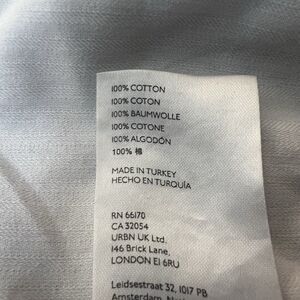 100% COTTON
100% COTON
100% BAUMWOLLE
100% COTONE
100% ALGODÓN
100% 棉
MADE IN TURKEY
HECHO EN TURQUÍA
RN 66170
CA 32054
URBN UK Ltd.
146 Brick Lane,
LONDON E1 6RU
Leidsestraat 32, 1017 PB
Amsterdam,